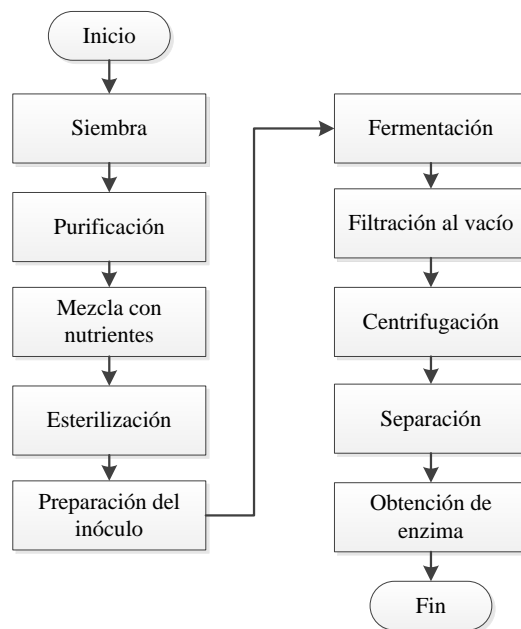 Inicio
Siembra
Purificación
Mezcla con
nutrientes
Esterilización
Preparación del
inóculo
Fermentación
Filtración al vacío
Centrifugación
Separación
Obtención de
enzima
Fin